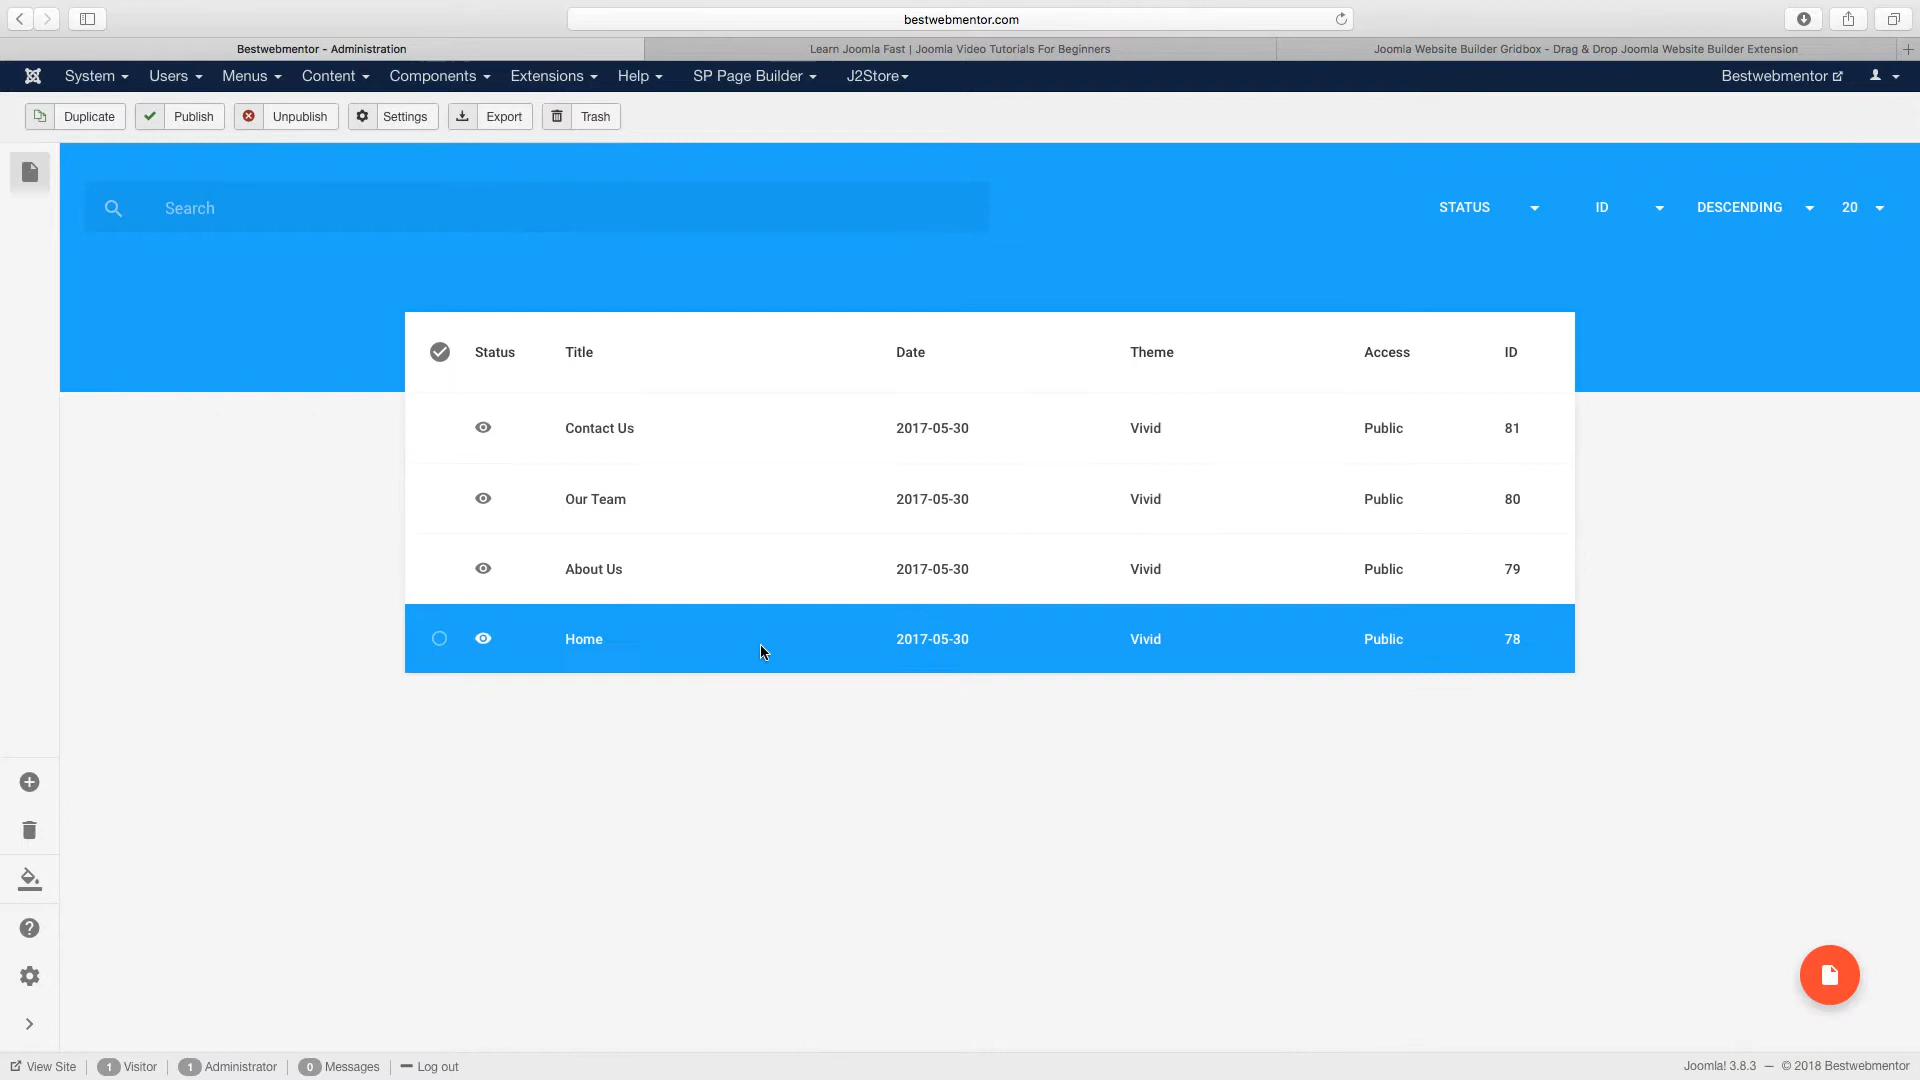 bestwebmentor.com
Bestwebmentor - Administration
Learn Joomla Fast | Joomla Video Tutorials For Beginners
Joomla Website Builder Gridbox - Drag & Drop Joomla Website Builder Extension
System Users Menus Content Components Extensions Help SP Page Builder J2Store Bestwebmentor
Duplicate Publish Unpublish Settings Export Trash
Search STATUS ID DESCENDING 20
Status Title Date Theme Access ID
Contact Us 2017-05-30 Vivid Public 81
Our Team 2017-05-30 Vivid Public 80
About Us 2017-05-30 Vivid Public 79
Home 2017-05-30 Vivid Public 78
View Site 1 Visitor 1 Administrator 0 Messages Log out Joomla! 3.8.3 — © 2018 Bestwebmentor